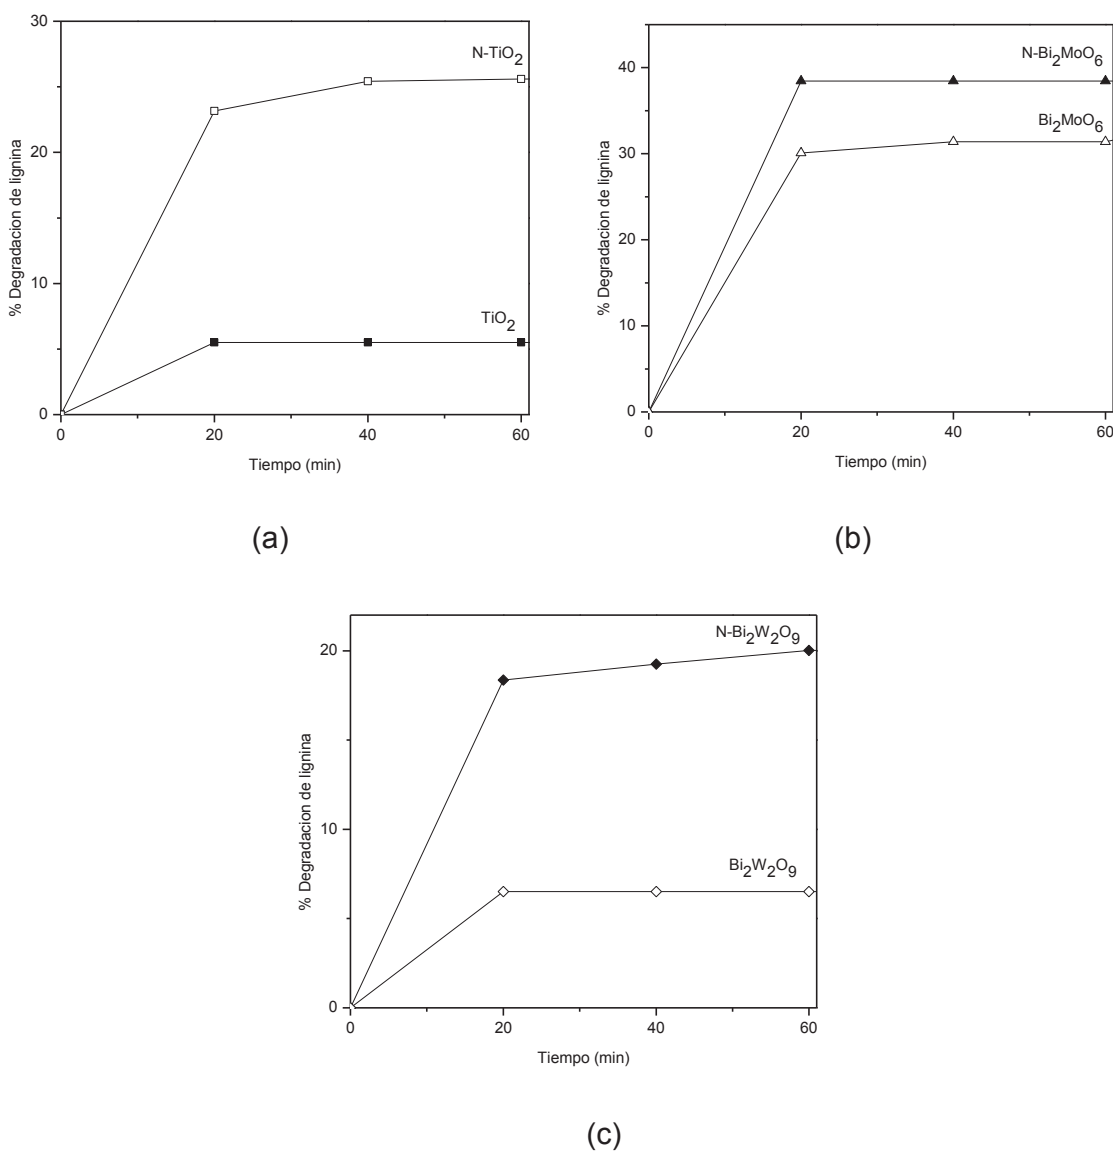 30
20
10
0
0
20
40
60
% Degradacion de lignina
Tiempo (min)
N-TiO2
TiO2
(a)
40
30
20
10
0
0
20
40
60
% Degradacion de lignina
Tiempo (min)
N-Bi2MoO6
Bi2MoO6
(b)
20
10
0
0
20
40
60
% Degradacion de lignina
Tiempo (min)
N-Bi2W2O9
Bi2W2O9
(c)